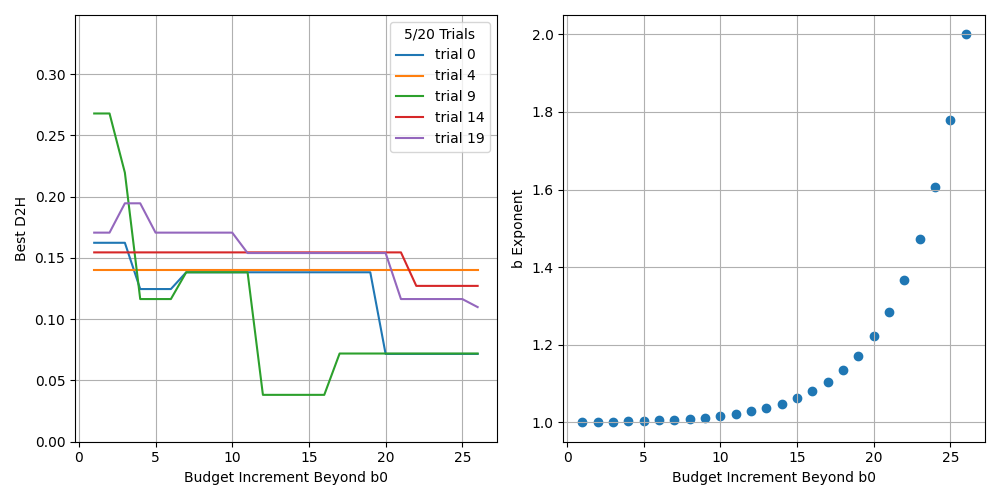 5/20 Trials
trial 0
trial 4
trial 9
trial 14
trial 19
0.30
0.25
0.20
0.15
0.10
0.05
0.00
Best D2H
0 5 10 15 20 25
Budget Increment Beyond b0
2.0
1.8
1.6
1.4
1.2
1.0
b Exponent
0 5 10 15 20 25
Budget Increment Beyond b0